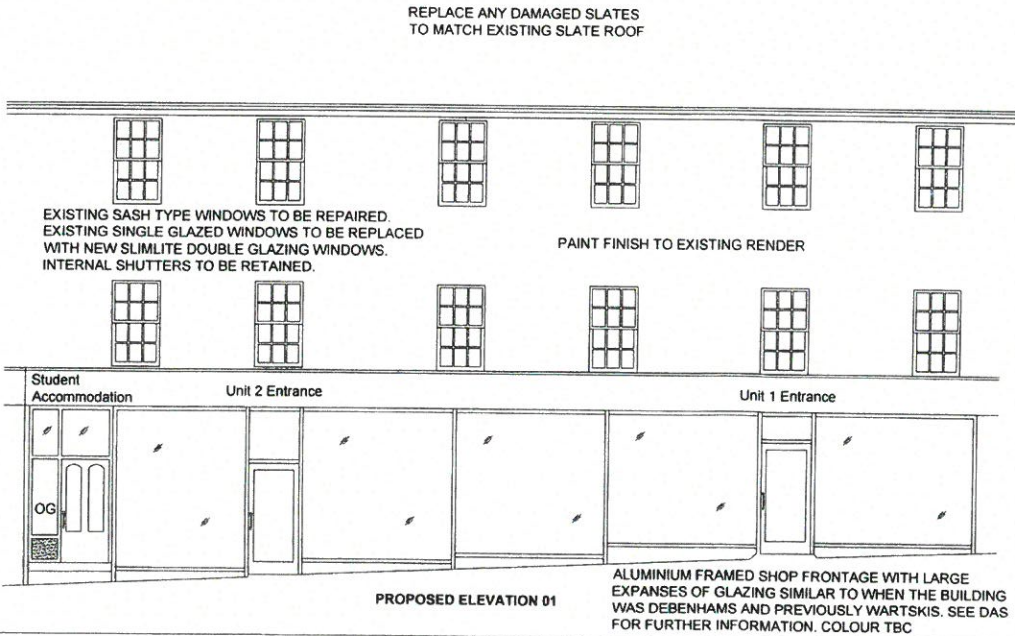 REPLACE ANY DAMAGED SLATES
TO MATCH EXISTING SLATE ROOF
EXISTING SASH TYPE WINDOWS TO BE REPAIRED.
EXISTING SINGLE GLAZED WINDOWS TO BE REPLACED
WITH NEW SLIMLITE DOUBLE GLAZING WINDOWS.
INTERNAL SHUTTERS TO BE RETAINED.
PAINT FINISH TO EXISTING RENDER
Student
Accommodation
Unit 2 Entrance
Unit 1 Entrance
OG
PROPOSED ELEVATION 01
ALUMINIUM FRAMED SHOP FRONTAGE WITH LARGE
EXPANSES OF GLAZING SIMILAR TO WHEN THE BUILDING
WAS DEBENHAMS AND PREVIOUSLY WARTSKIS. SEE DAS
FOR FURTHER INFORMATION. COLOUR TBC